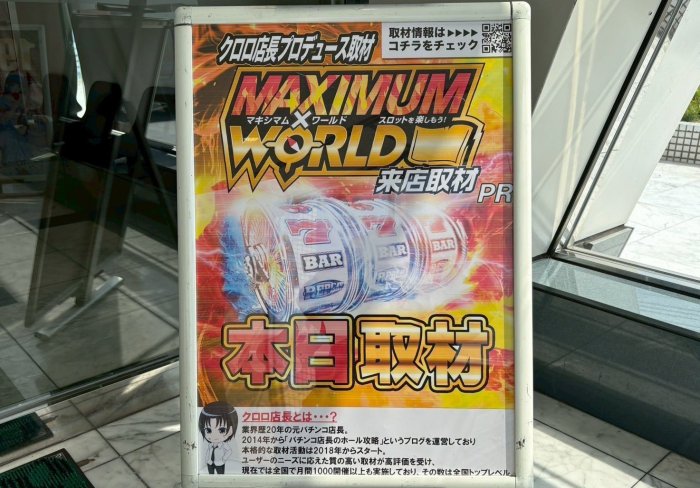 取材情報は▶▶▶▶
コチラをチェック
クロロ店長プロデュース取材
MAXIMUM
マキシマム×ワールド スロットを楽しもう!
WORLD
来店取材
PR
7 7 7
BAR BAR BAR
REPLAY
本日取材
クロロ店長とは・・・?
業界歴20年の元パチンコ店長。
2014年から「パチンコ店長のホール攻略」というブログを運営しており
本格的な取材活動は2018年からスタート。
ユーザーのニーズに応えた質の高い取材が高評価を受け、
現在では全国で月間1000開催以上も実施しており、その数は全国トップレベル